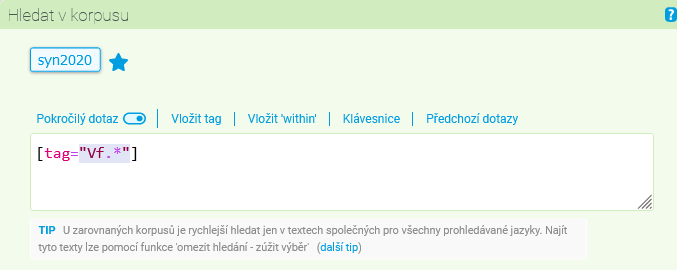 Hledat v korpusu
?
syn2020
Pokročilý dotaz Vložit tag Vložit 'within' Klávesnice Předchozí dotazy
[tag="Vf.*"]
TIP U zarovnaných korpusů je rychlejší hledat jen v textech společných pro všechny prohledávané jazyky. Najít
tyto texty lze pomocí funkce 'omezit hledání - zúžit výběr' (další tip)